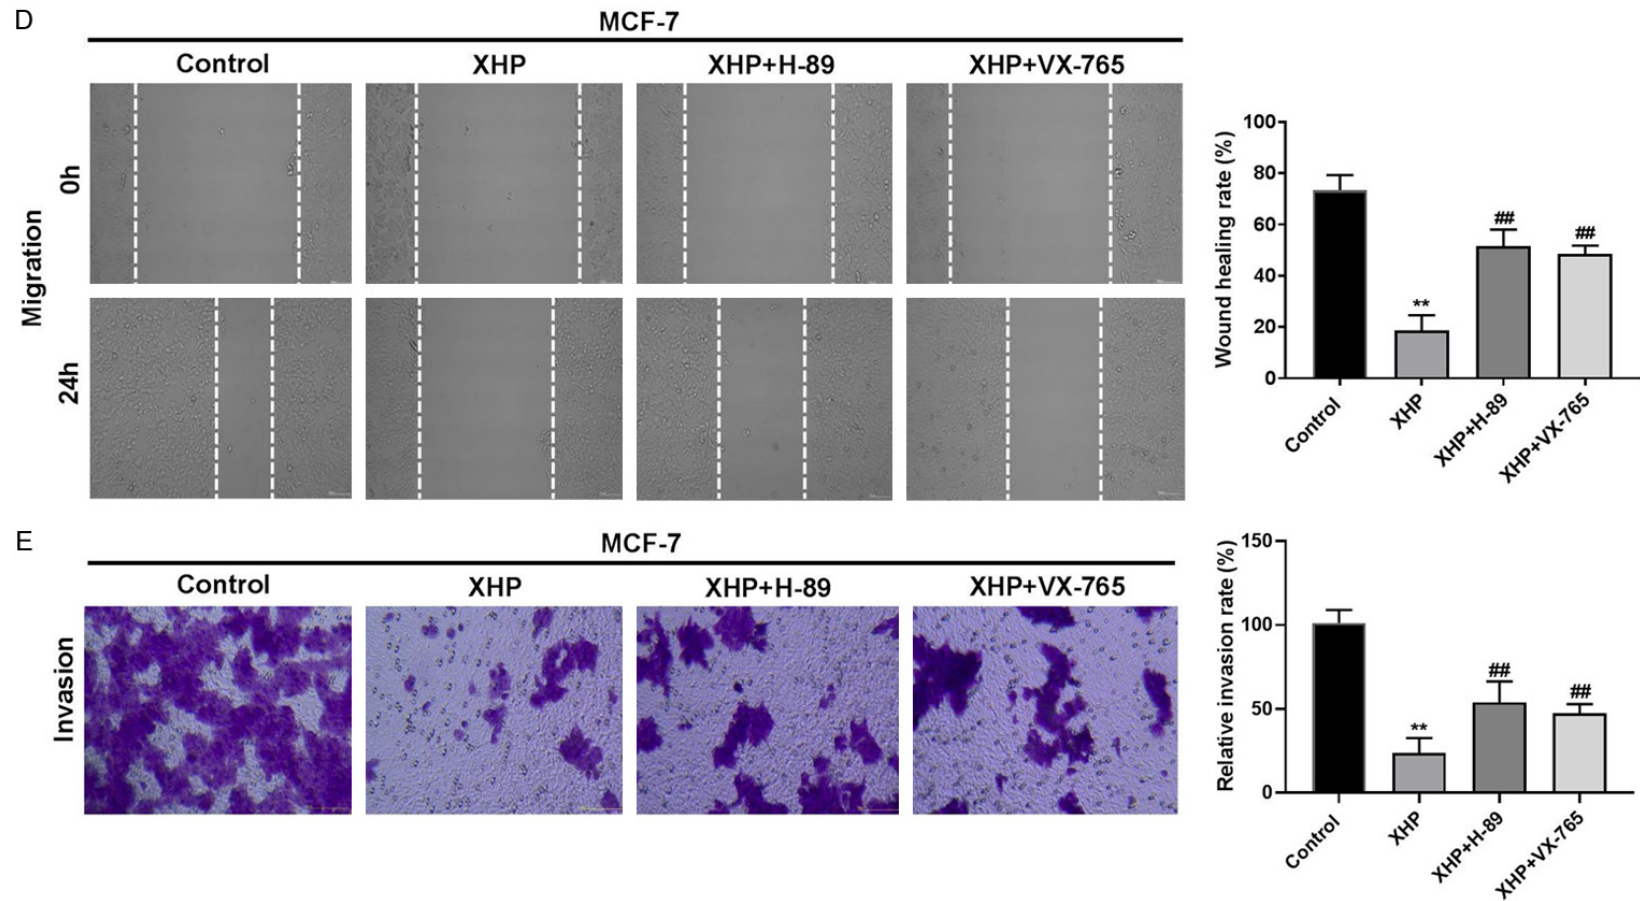 D
MCF-7
Control XHP XHP+H-89 XHP+VX-765
Migration
0h
24h
Wound healing rate (%)
100
80
60
40
20
0
**
##
##
Control XHP XHP+H-89 XHP+VX-765
E
MCF-7
Control XHP XHP+H-89 XHP+VX-765
Invasion
Relative invasion rate (%)
150
100
50
0
**
##
##
Control XHP XHP+H-89 XHP+VX-765